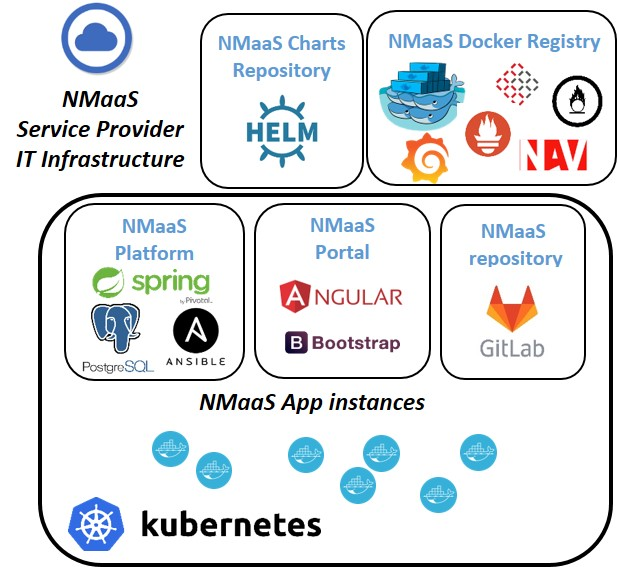 NMaaS
Service Provider
IT Infrastructure
NMaaS Charts
Repository
HELM
NMaaS Docker Registry
NAV
NMaaS
Platform
spring
by Pivotal.
PostgreSQL
A
ANSIBLE
NMaaS
Portal
A NGULAR
B Bootstrap
NMaaS
repository
GitLab
NMaaS App instances
kubernetes